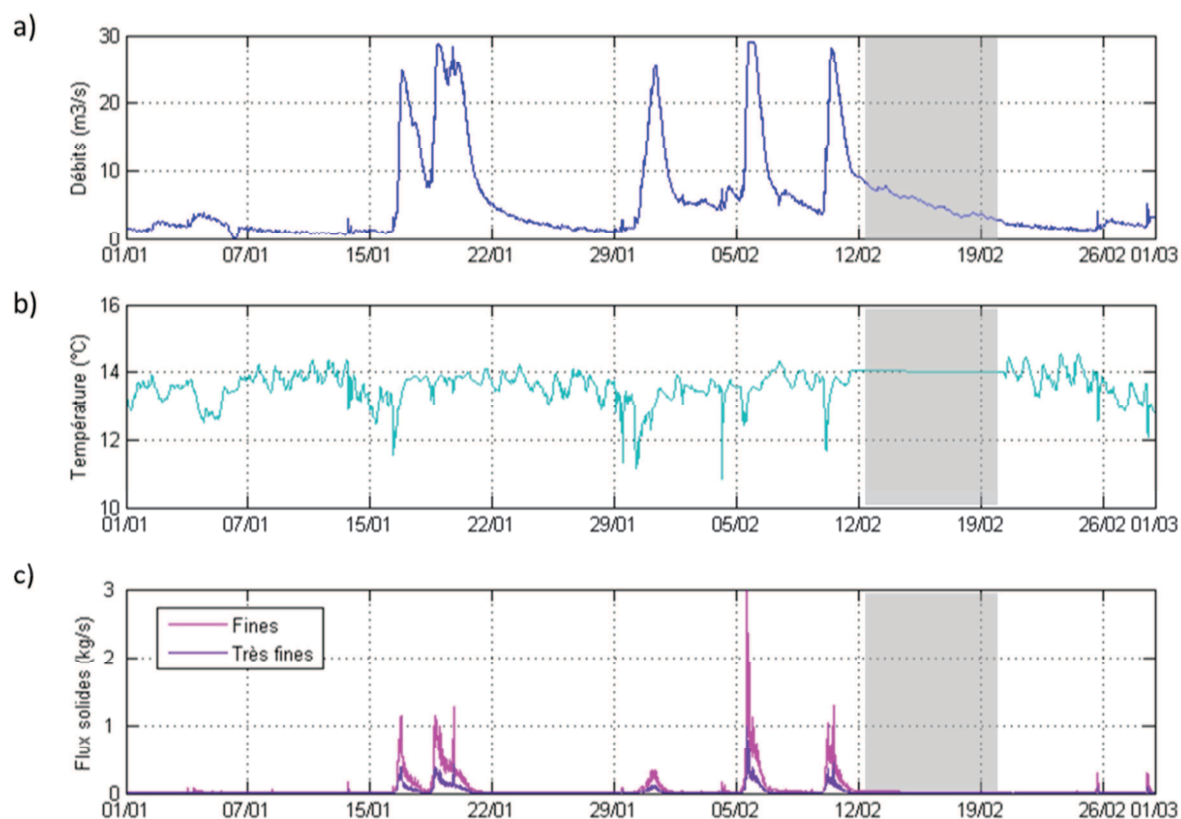 a)
Débits (m3/s)
30
20
10
0
01/01 07/01 15/01 22/01 29/01 05/02 12/02 19/02 26/02 01/03
b)
Température (°C)
16
14
12
10
01/01 07/01 15/01 22/01 29/01 05/02 12/02 19/02 26/02 01/03
c)
Flux solides (kg/s)
3
2
1
0
Fines
Très fines
01/01 07/01 15/01 22/01 29/01 05/02 12/02 19/02 26/02 01/03